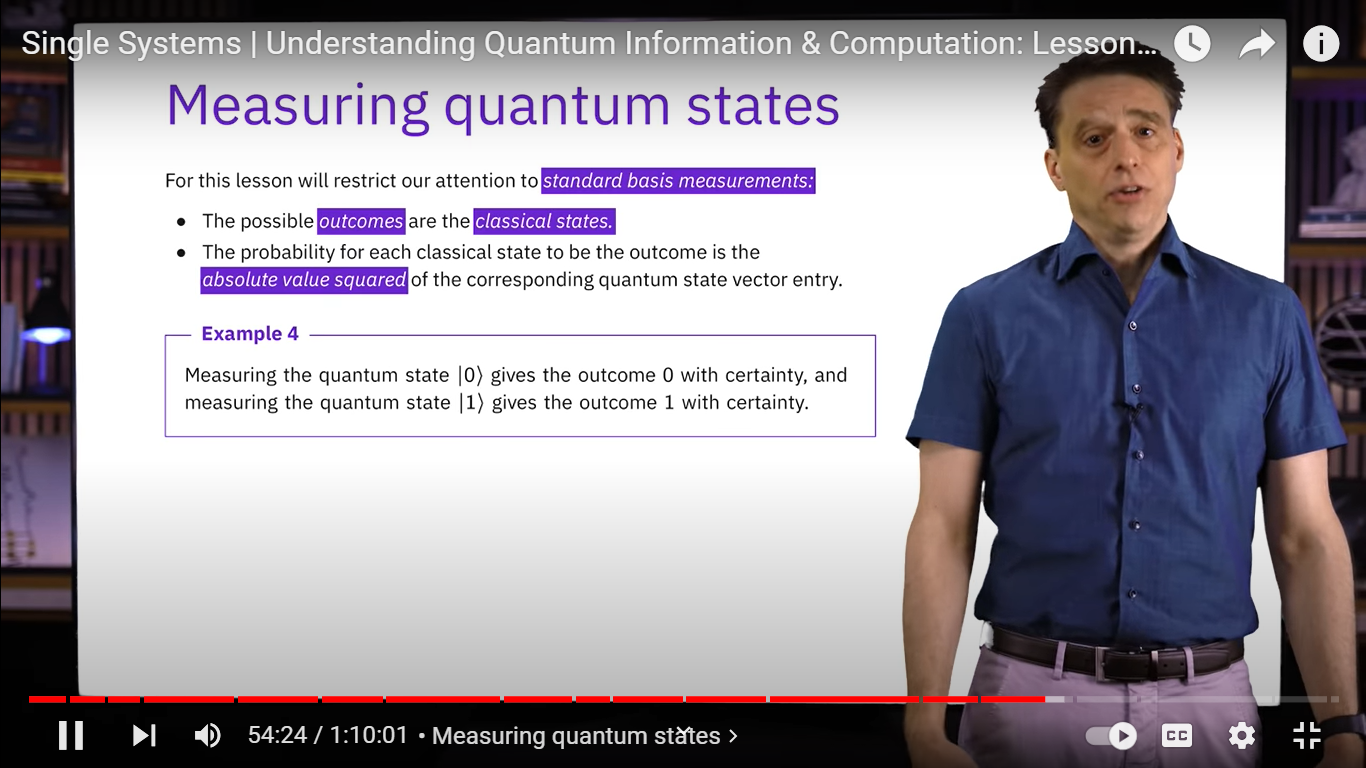 Single Systems | Understanding Quantum Information & Computation: Lesson…
Measuring quantum states
For this lesson will restrict our attention to standard basis measurements:
• The possible outcomes are the classical states.
• The probability for each classical state to be the outcome is the
absolute value squared of the corresponding quantum state vector entry.
Example 4
Measuring the quantum state |0⟩ gives the outcome 0 with certainty, and
measuring the quantum state |1⟩ gives the outcome 1 with certainty.
54:24 / 1:10:01 • Measuring quantum states >
CC